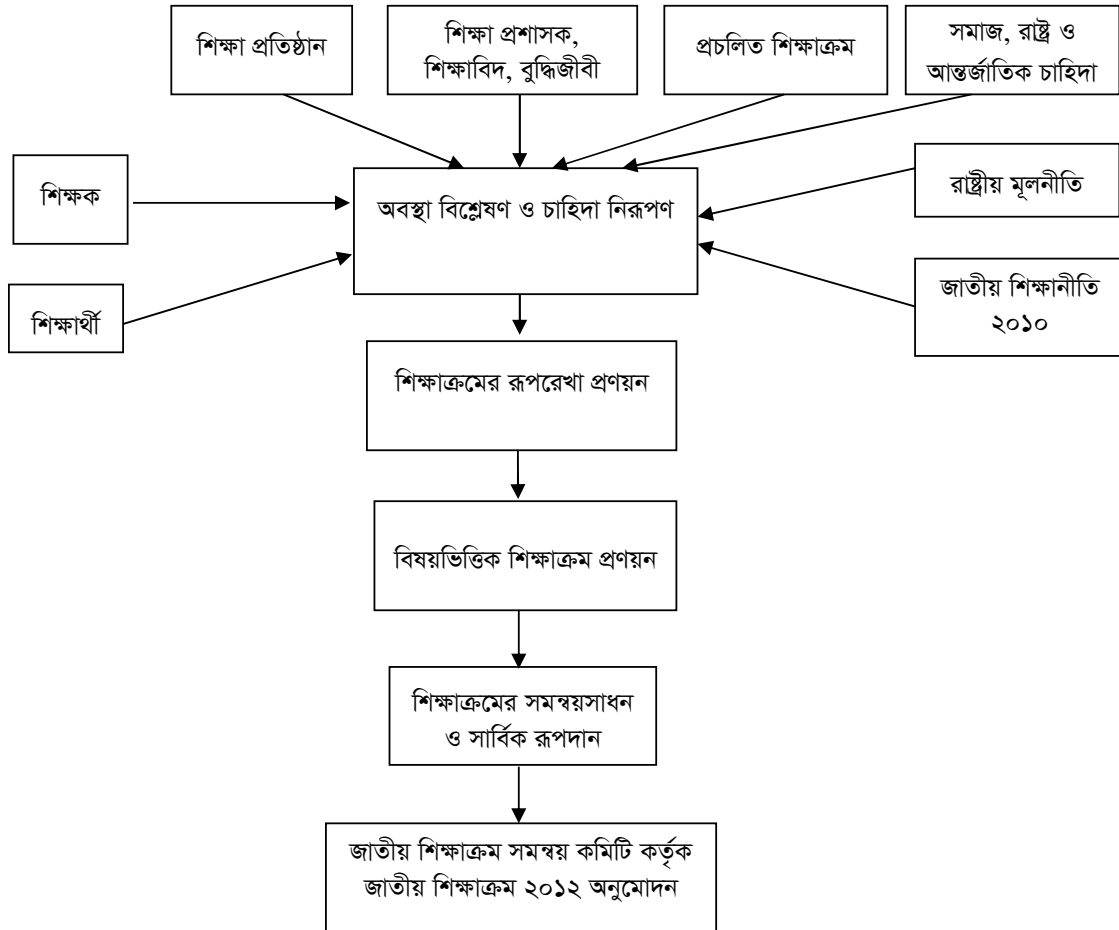 শিক্ষা প্রতিষ্ঠান
শিক্ষা প্রশাসক,
শিক্ষাবিদ, বুদ্ধিজীবী
প্রচলিত শিক্ষাক্রম
সমাজ, রাষ্ট্র ও
আন্তর্জাতিক চাহিদা
শিক্ষক
অবস্থা বিশ্লেষণ ও চাহিদা নিরূপণ
রাষ্ট্রীয় মূলনীতি
শিক্ষার্থী
জাতীয় শিক্ষানীতি
২০১০
শিক্ষাক্রমের রূপরেখা প্রণয়ন
বিষয়ভিত্তিক শিক্ষাক্রম প্রণয়ন
শিক্ষাক্রমের সমন্বয়সাধন
ও সার্বিক রূপদান
জাতীয় শিক্ষাক্রম সমন্বয় কমিটি কর্তৃক
জাতীয় শিক্ষাক্রম ২০১২ অনুমোদন